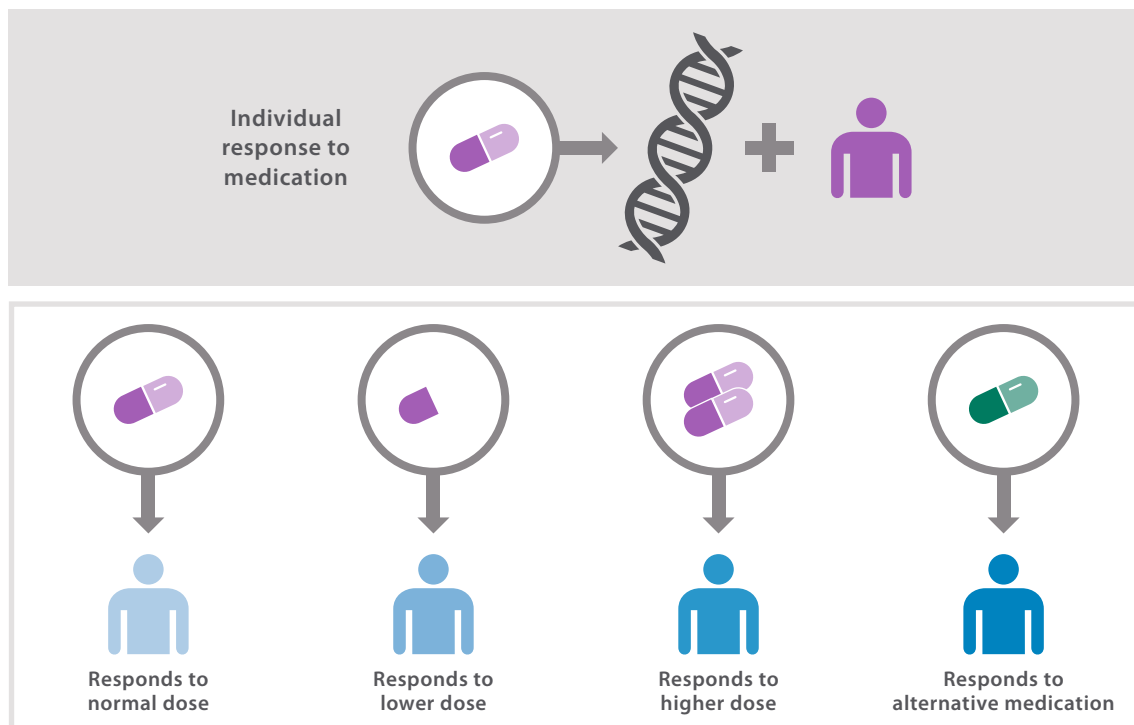 Individual
response to
medication
Responds to
normal dose
Responds to
lower dose
Responds to
higher dose
Responds to
alternative medication